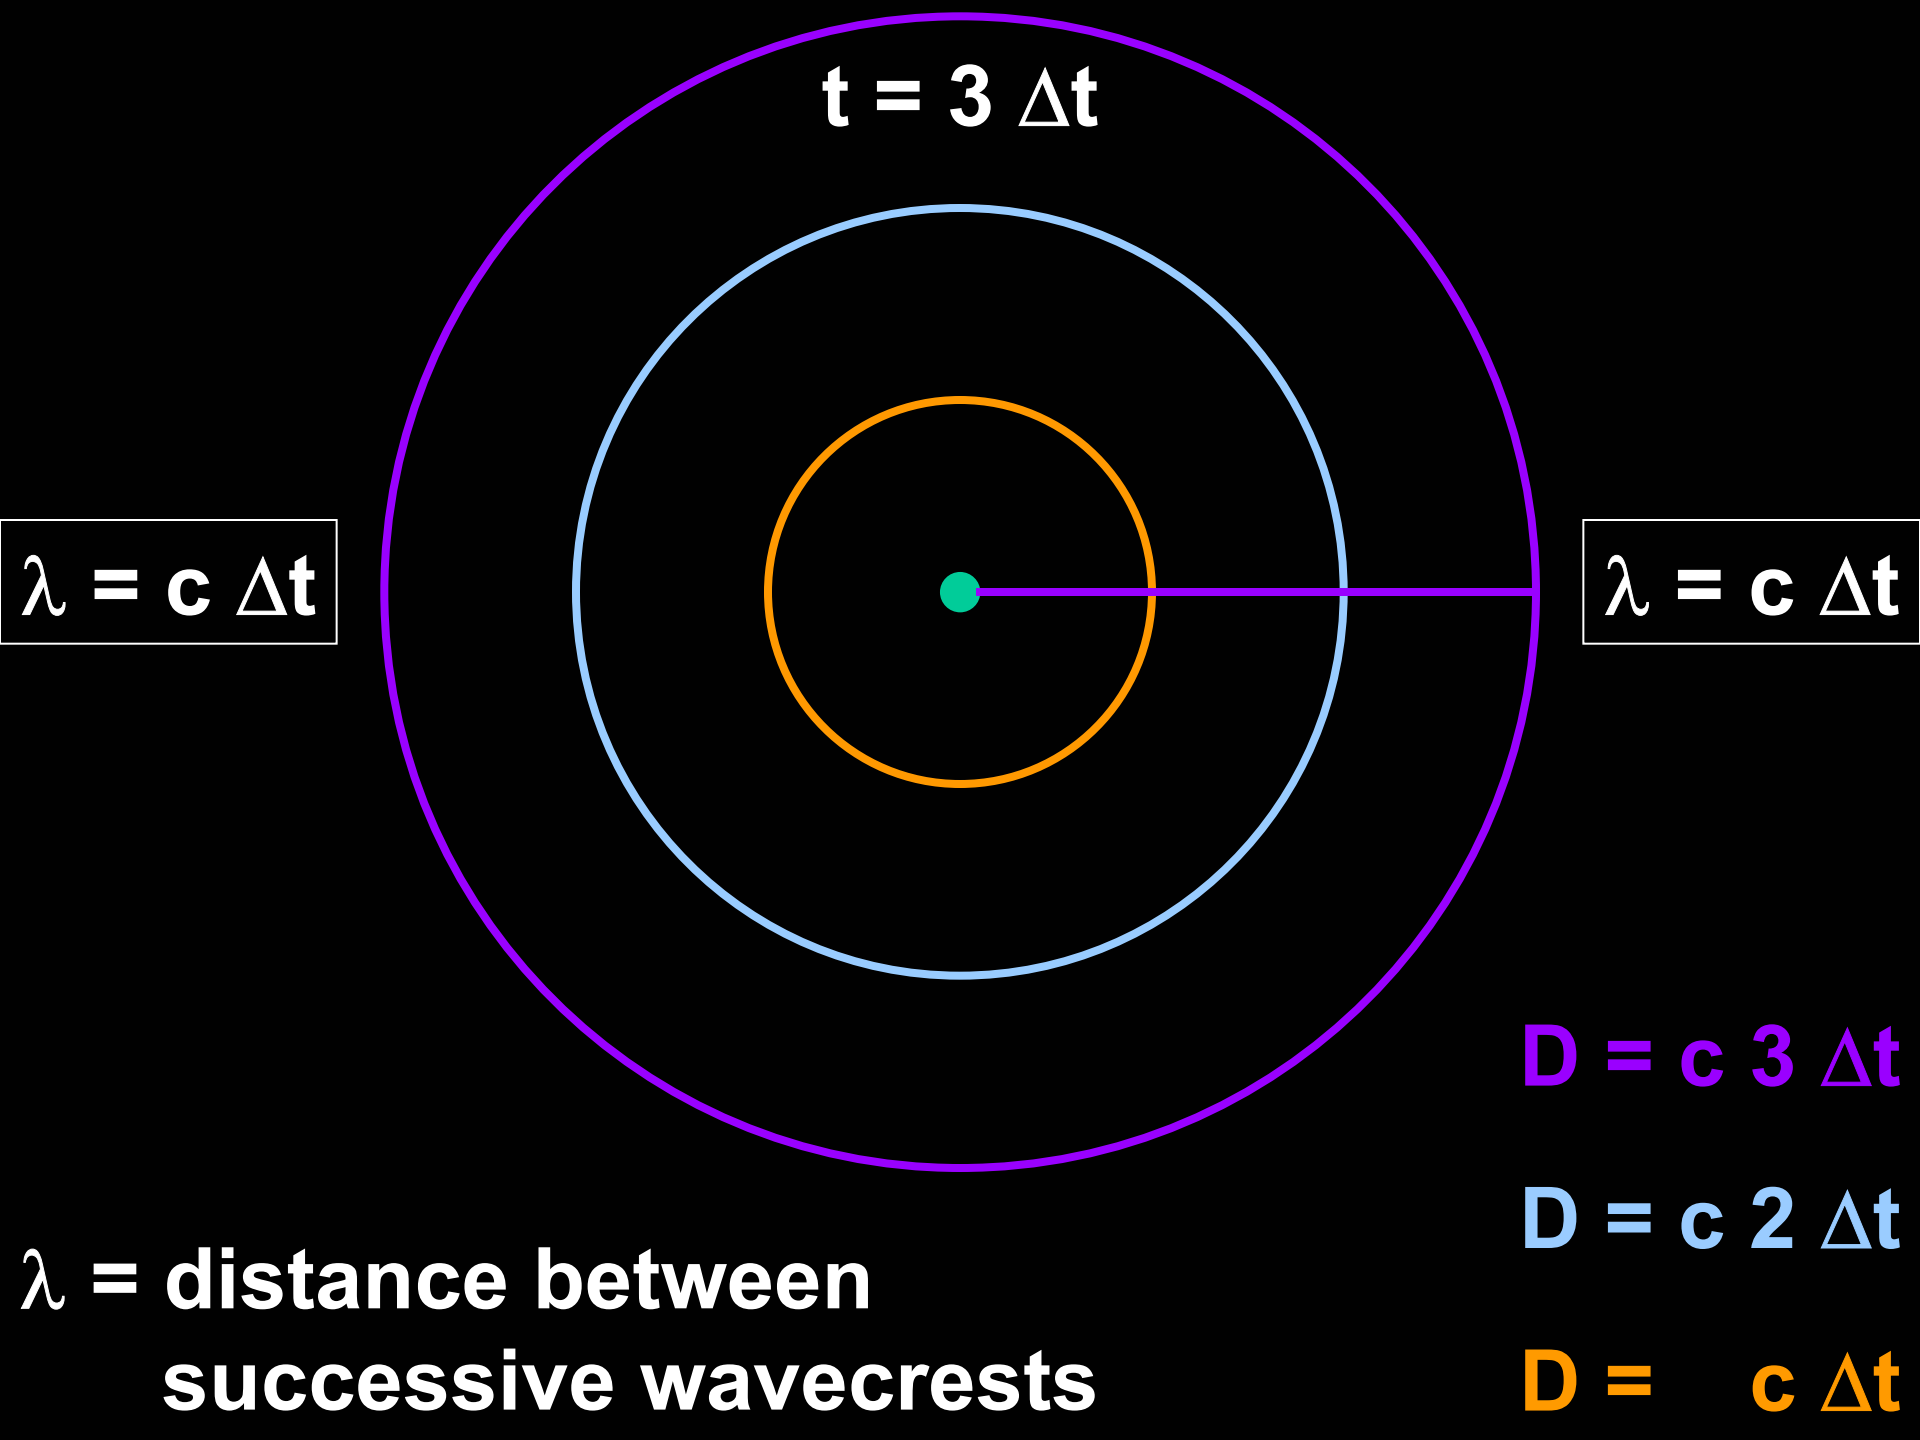 t = 3 Δt
λ = c Δt
λ = c Δt
D = c 3 Δt
D = c 2 Δt
D = c Δt
λ = distance between
successive wavecrests